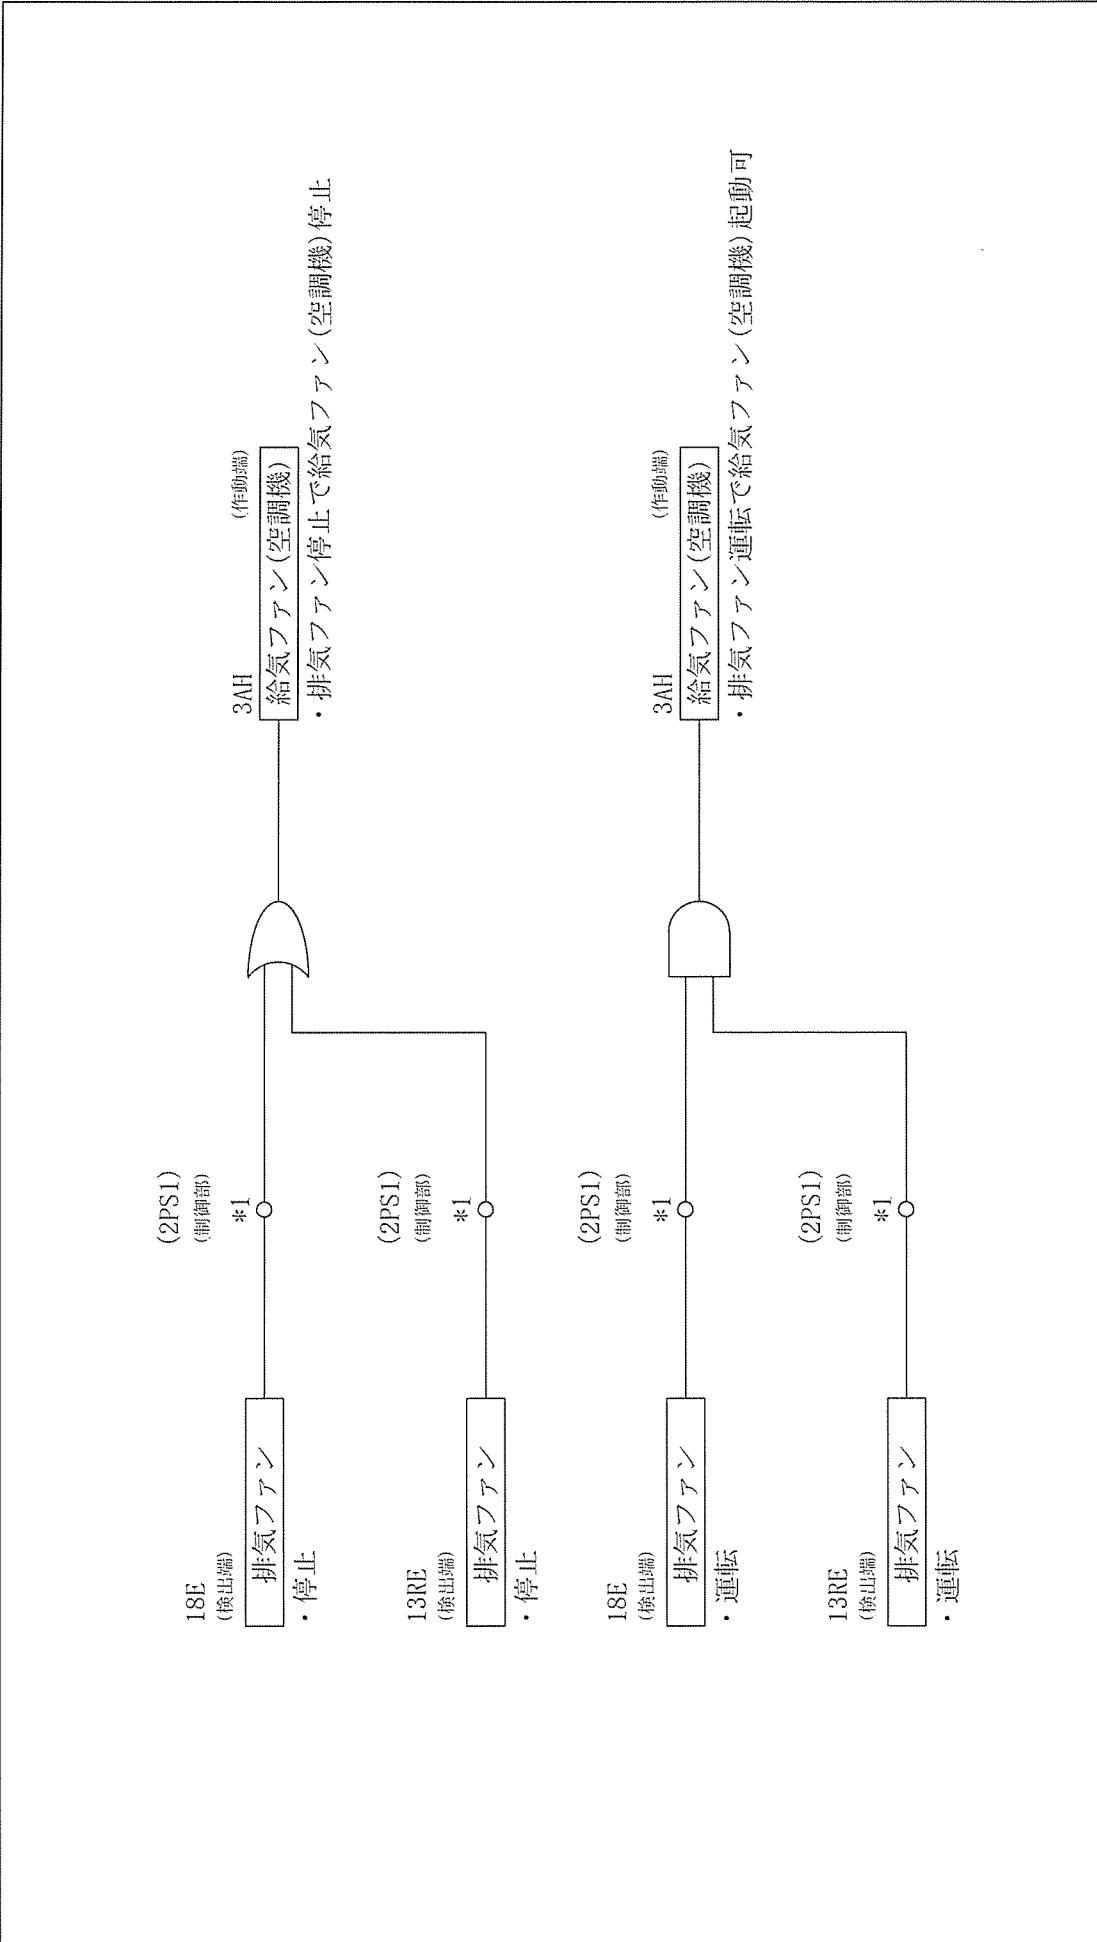 18E
(検出端)
排気ファン
・停止
(2PS1)
(制御部)
*1
13RE
(検出端)
排気ファン
・停止
(2PS1)
(制御部)
*1
3AH
(作動端)
給気ファン(空調機)
・排気ファン停止で給気ファン(空調機)停止
18E
(検出端)
排気ファン
・運転
(2PS1)
(制御部)
*1
13RE
(検出端)
排気ファン
・運転
(2PS1)
(制御部)
*1
3AH
(作動端)
給気ファン(空調機)
・排気ファン運転で給気ファン(空調機)起動可